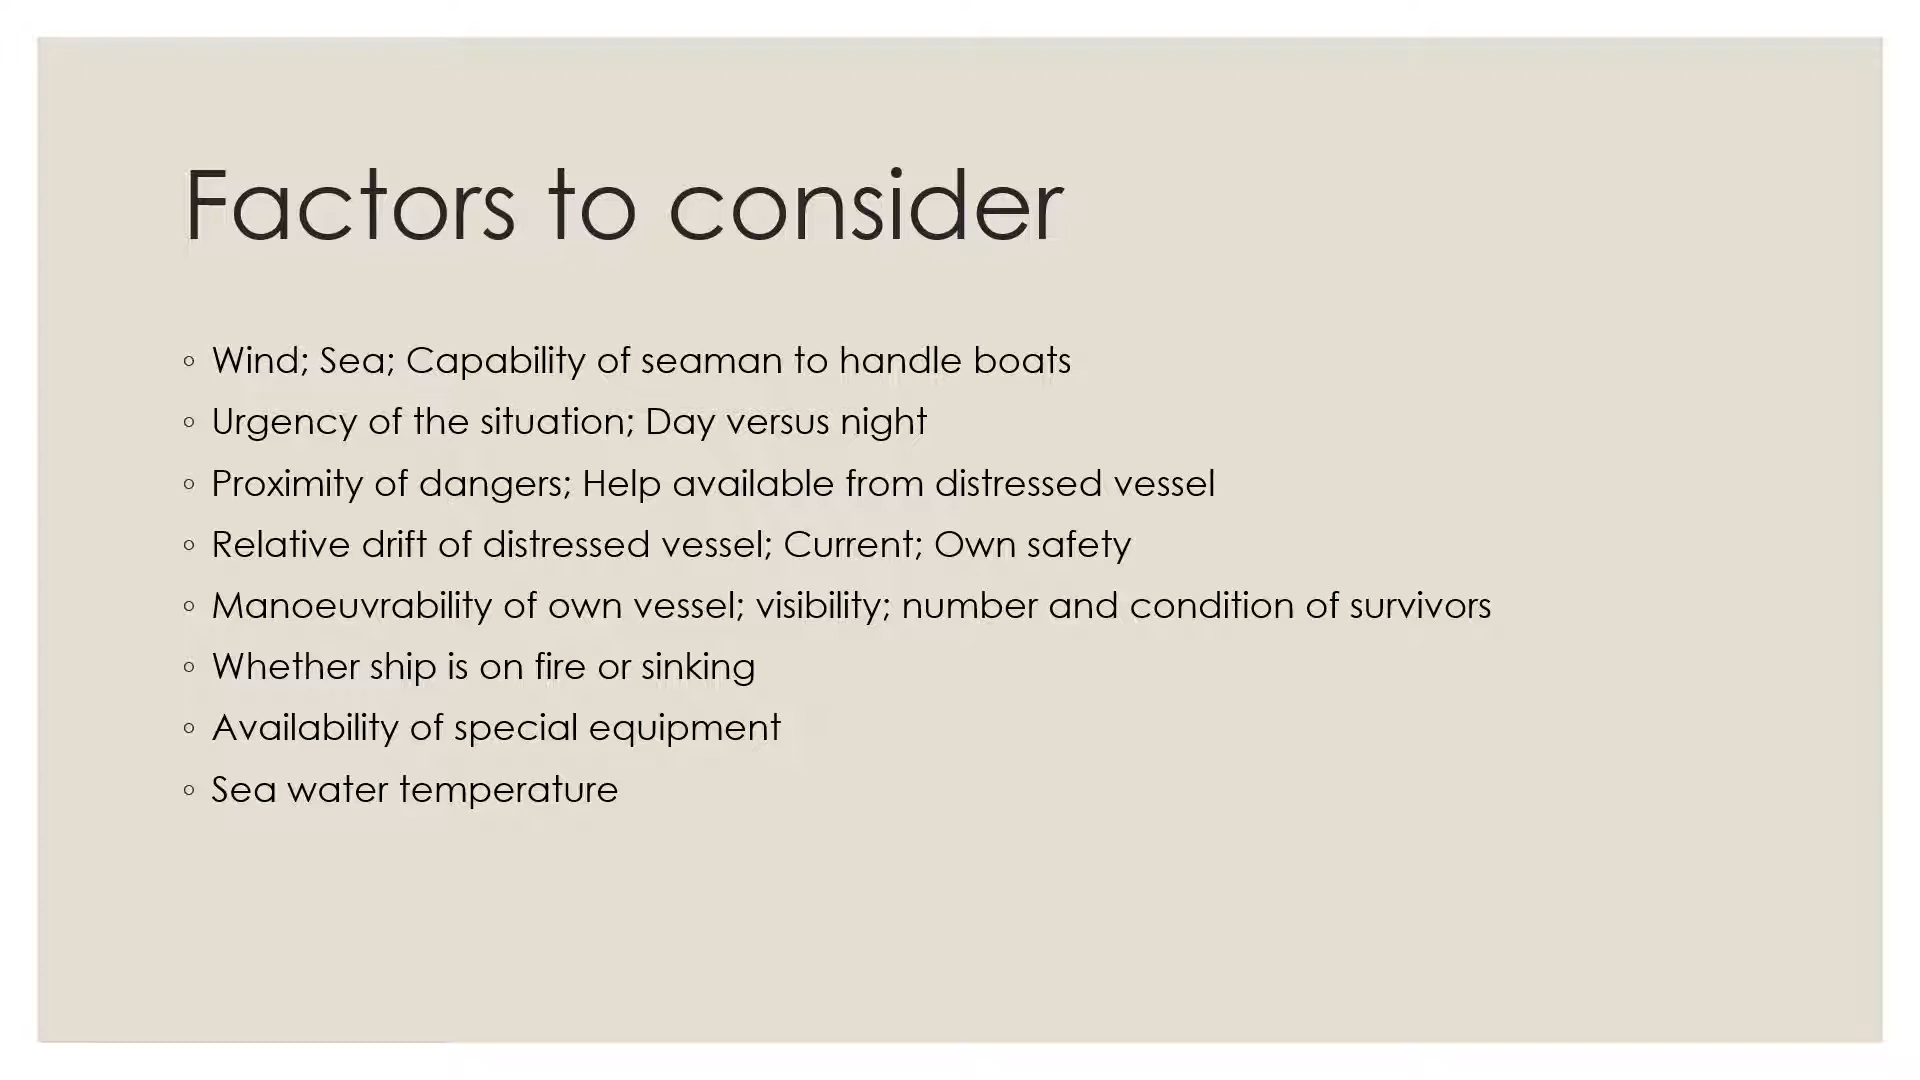 Factors to consider
◦ Wind; Sea; Capability of seaman to handle boats
◦ Urgency of the situation; Day versus night
◦ Proximity of dangers; Help available from distressed vessel
◦ Relative drift of distressed vessel; Current; Own safety
◦ Manoeuvrability of own vessel; visibility; number and condition of survivors
◦ Whether ship is on fire or sinking
◦ Availability of special equipment
◦ Sea water temperature